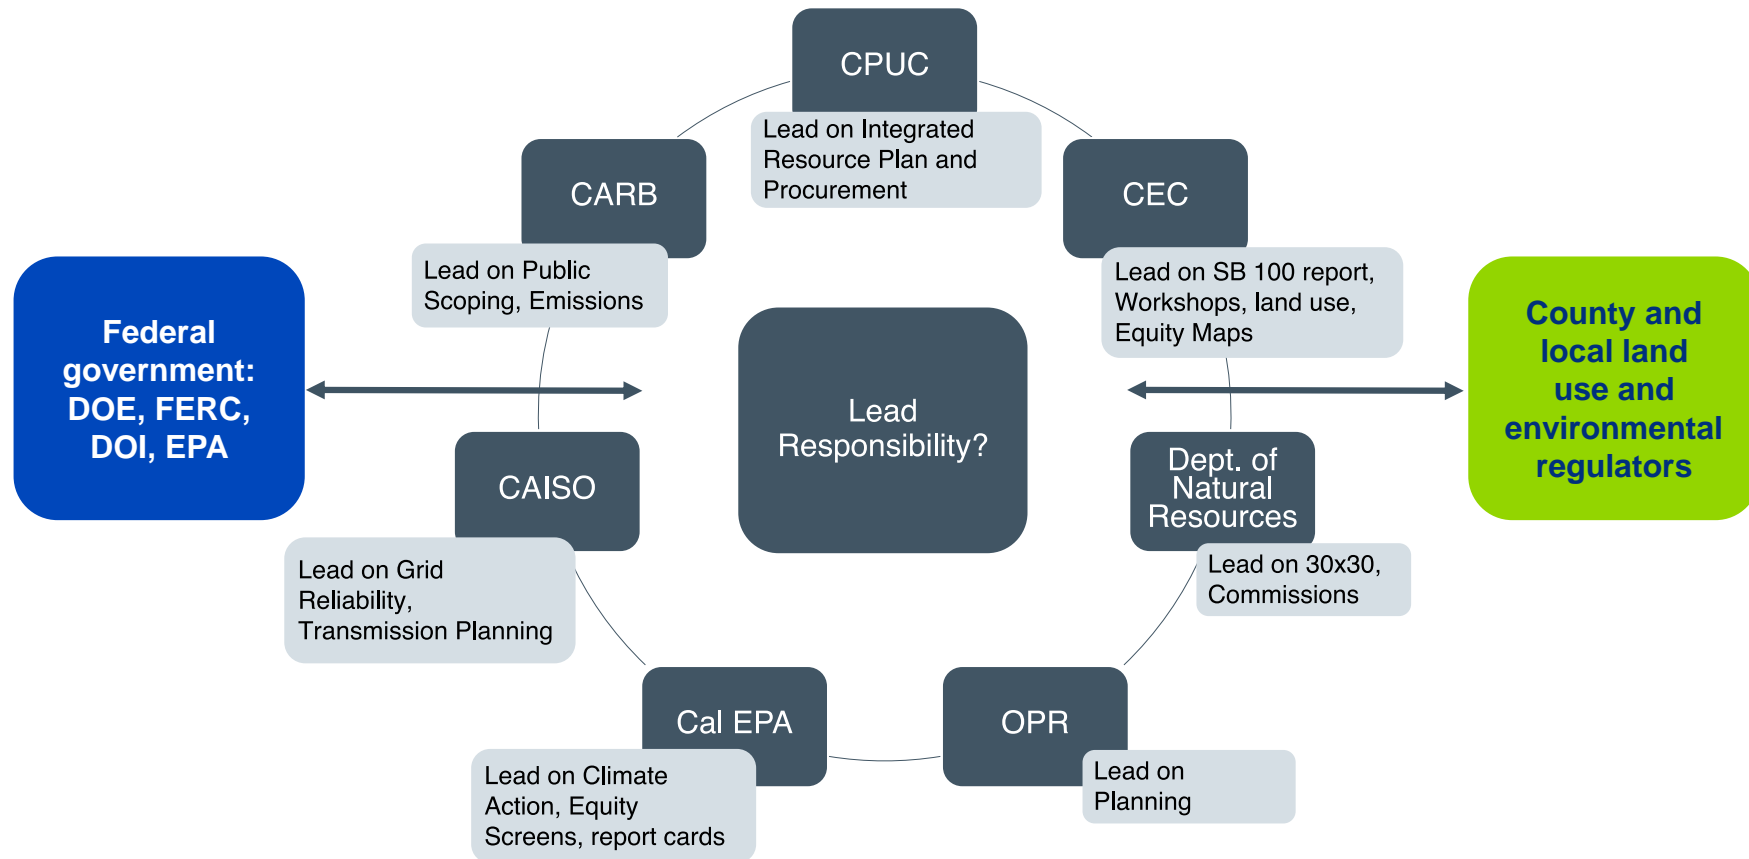 CPUC
Lead on Integrated
Resource Plan and
Procurement
CARB
Lead on Public
Scoping, Emissions
CEC
Lead on SB 100 report,
Workshops, land use,
Equity Maps
Federal
government:
DOE, FERC,
DOI, EPA
Lead
Responsibility?
County and
local land
use and
environmental
regulators
CAISO
Lead on Grid
Reliability,
Transmission Planning
Dept. of
Natural
Resources
Lead on 30x30,
Commissions
Cal EPA
Lead on Climate
Action, Equity
Screens, report cards
OPR
Lead on
Planning